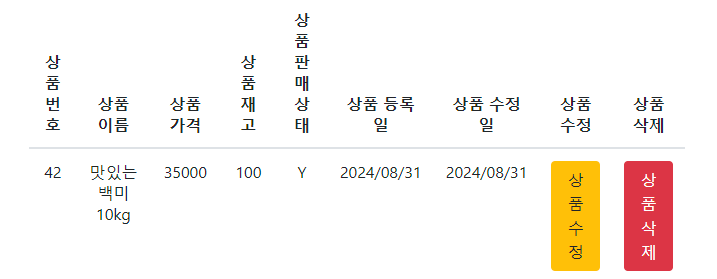 상
품
번
호
상품
이름
상품
가격
상
품
재
고
상
품
판
매
상
태
상품 등록
일
상품 수정
일
상품
수정
상품
삭제
42
맛있는
백미
10kg
35000
100
Y
2024/08/31
2024/08/31
상
품
수
정
상
품
삭
제